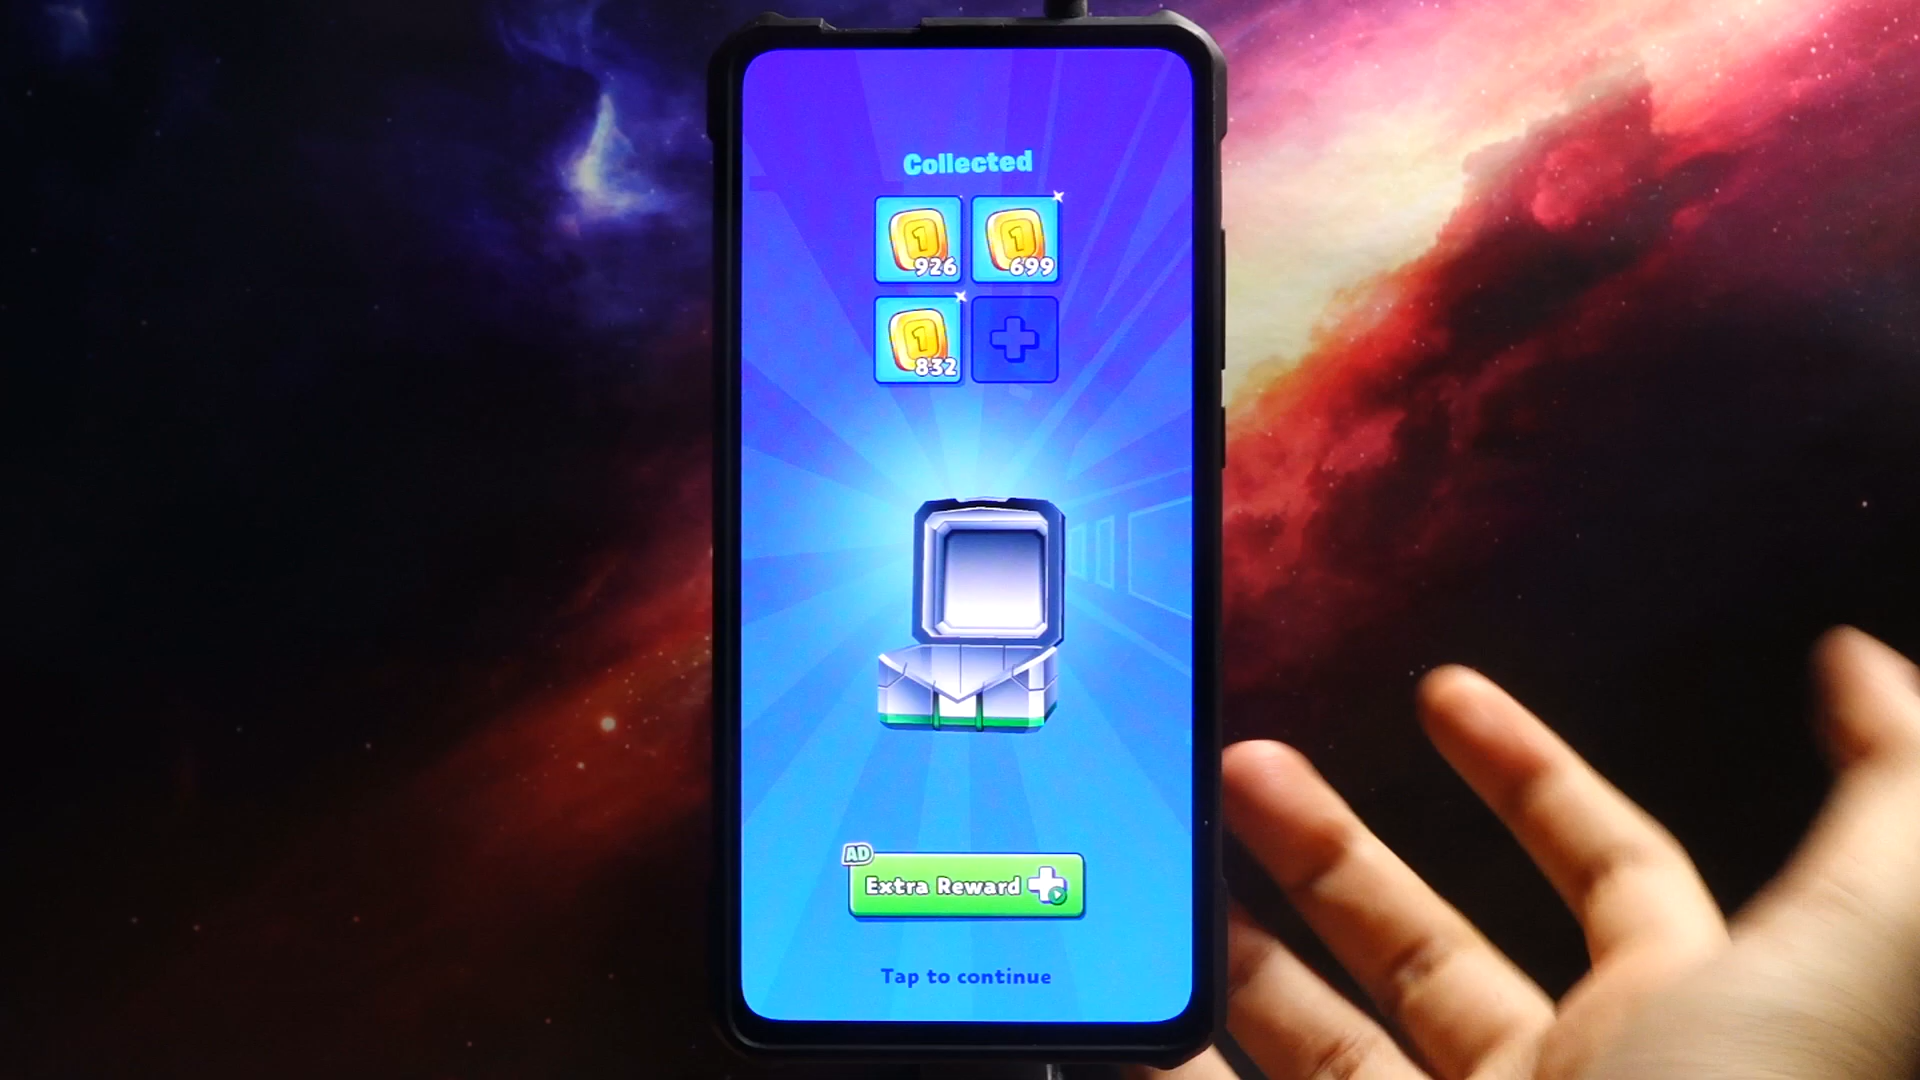 Collected
1 1
926 699
1
832
AD
Extra Reward
Tap to continue